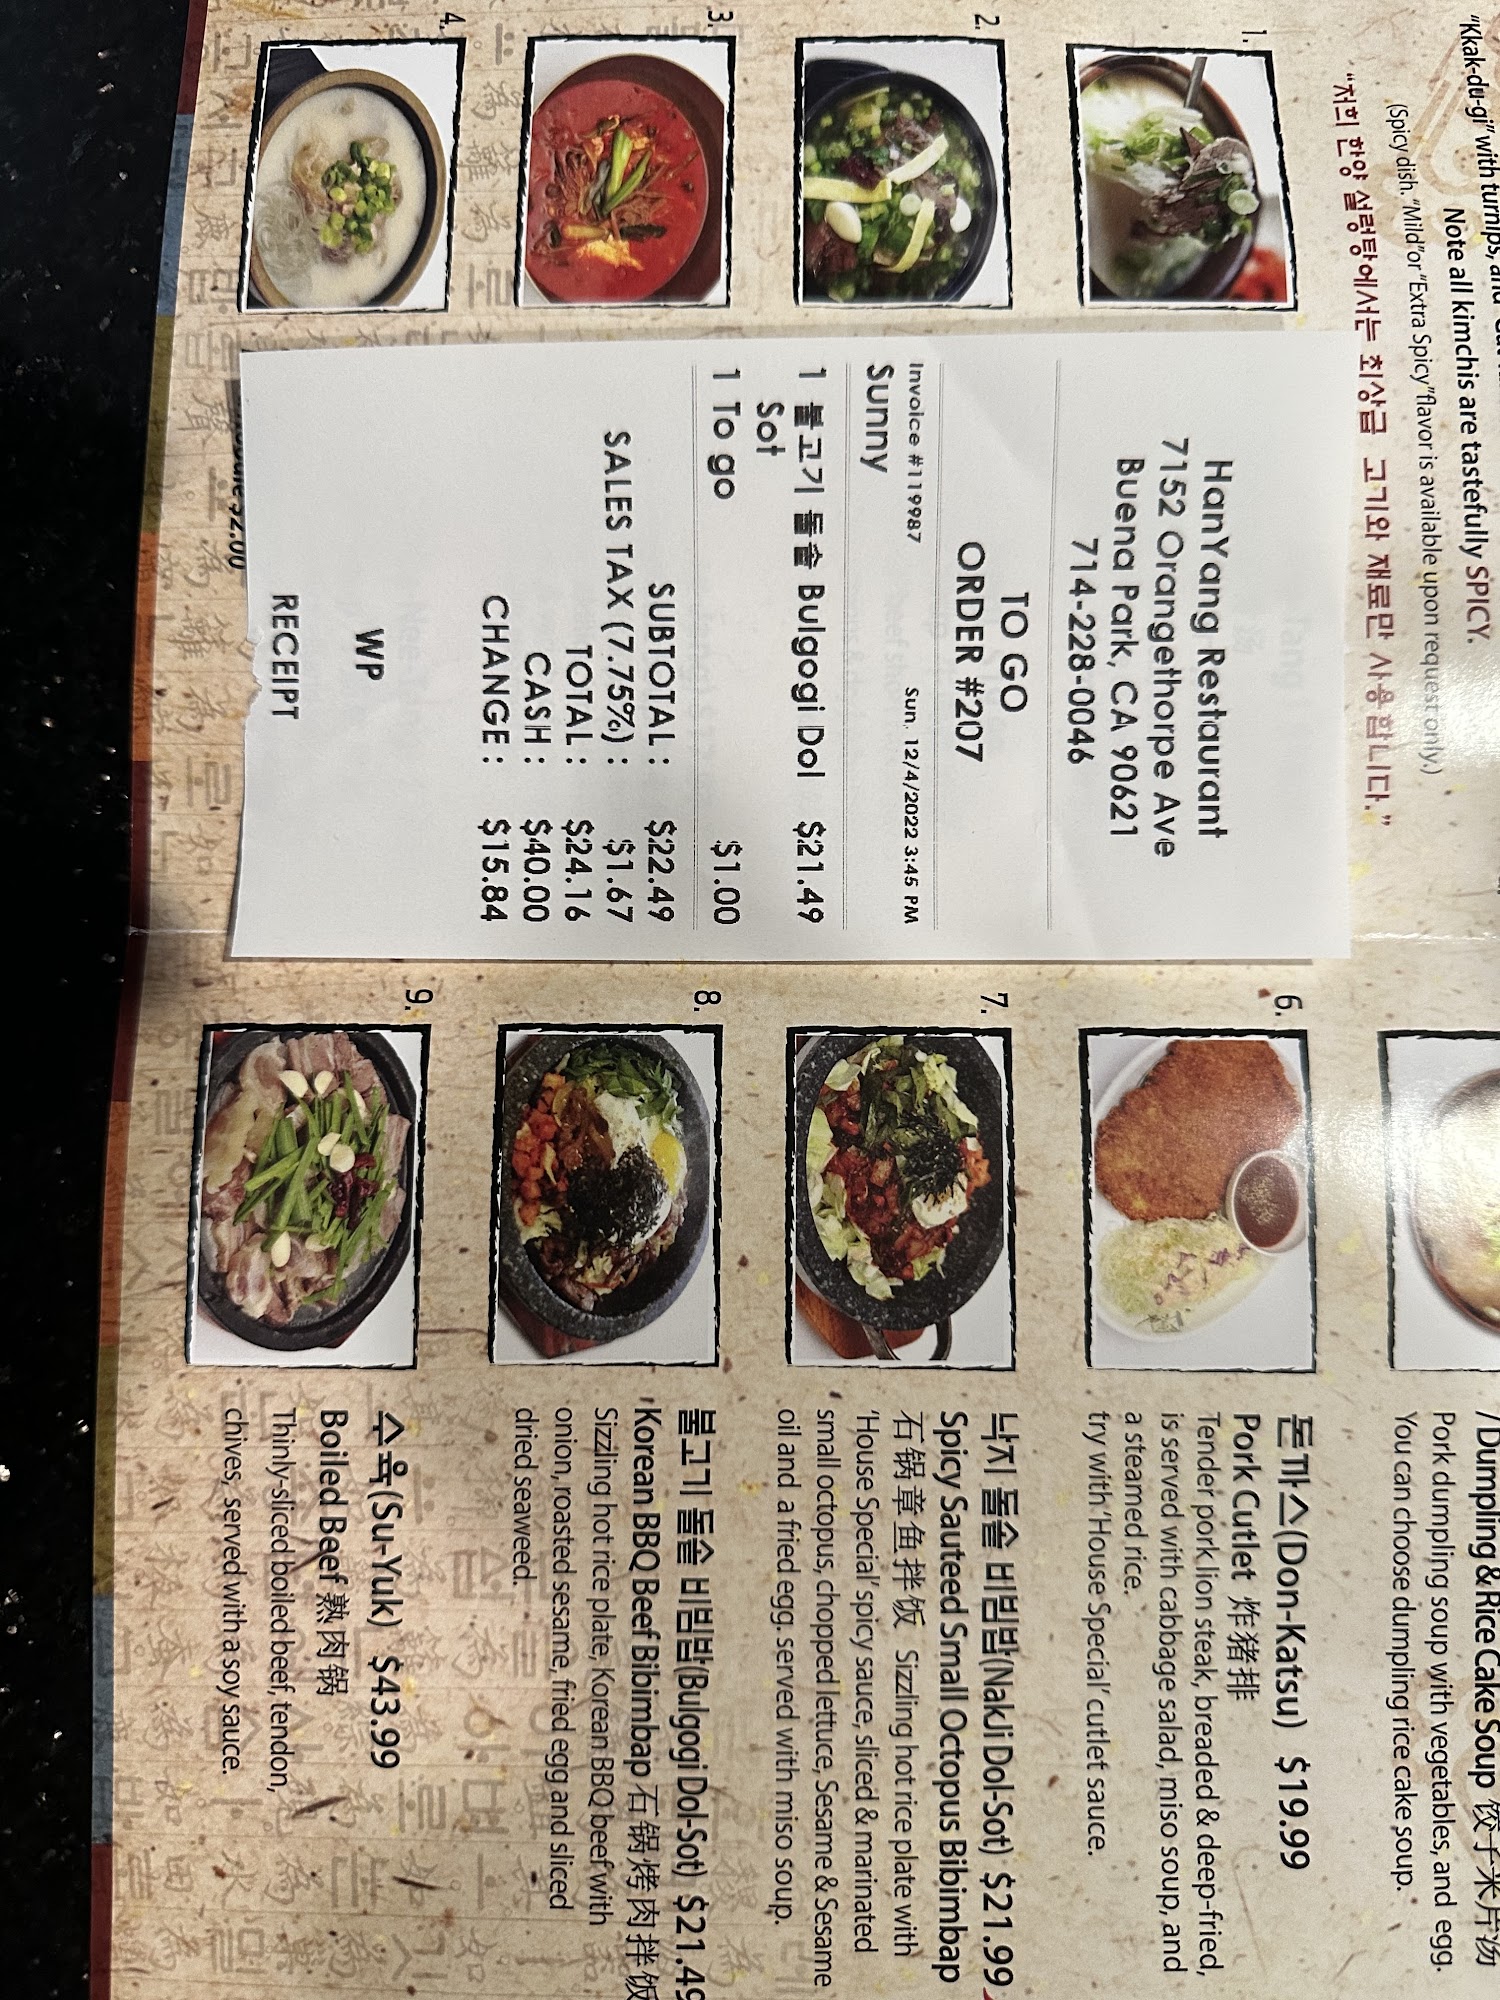 "Kkak-du-gi" with turnips, and
Note all kimchis are tastefully SPICY.
(Spicy dish. "Mild" or "Extra Spicy" flavor is available upon request only.)
"저희 한양 설렁탕에서는 최상급 고기와 재료만 사용합니다."
1.
2.
3.
4.
HanYang Restaurant
7152 Orangethorpe Ave
Buena Park, CA 90621
714-228-0046
TO GO
ORDER #207
Invoice #119987 Sun. 12/4/2022 3:45 PM
Sunny
1 불고기 돌솥 Bulgogi Dol $21.49
Sot
1 To go $1.00
SUBTOTAL : $22.49
SALES TAX (7.75%) : $1.67
TOTAL : $24.16
CASH : $40.00
CHANGE : $15.84
WP
RECEIPT
$2.00
/ Dumpling & Rice Cake Soup 饺子米片汤
Pork dumpling soup with vegetables, and egg.
You can choose dumpling rice cake soup.
6.
돈까스(Don-Katsu) $19.99
Pork Cutlet 炸猪排
Tender pork lion steak, breaded & deep-fried,
is served with cabbage salad, miso soup, and
a steamed rice.
try with 'House Special' cutlet sauce.
7.
낙지 돌솥 비빔밥(NakJi Dol-Sot) $21.99
Spicy Sauteed Small Octopus Bibimbap
石锅章鱼拌饭 Sizzling hot rice plate with
'House Special' spicy sauce, sliced & marinated
small octopus, chopped lettuce, Sesame & Sesame
oil and a fried egg. served with miso soup.
8.
불고기 돌솥 비빔밥(Bulgogi Dol-Sot) $21.49
'Korean BBQ Beef Bibimbap 石锅烤肉拌饭
Sizzling hot rice plate, Korean BBQ beef with
onion, roasted sesame, fried egg and sliced
dried seaweed.
9.
수육(Su-Yuk) $43.99
Boiled Beef 熟肉锅
Thinly-sliced boiled beef, tendon,
chives, served with a soy sauce.